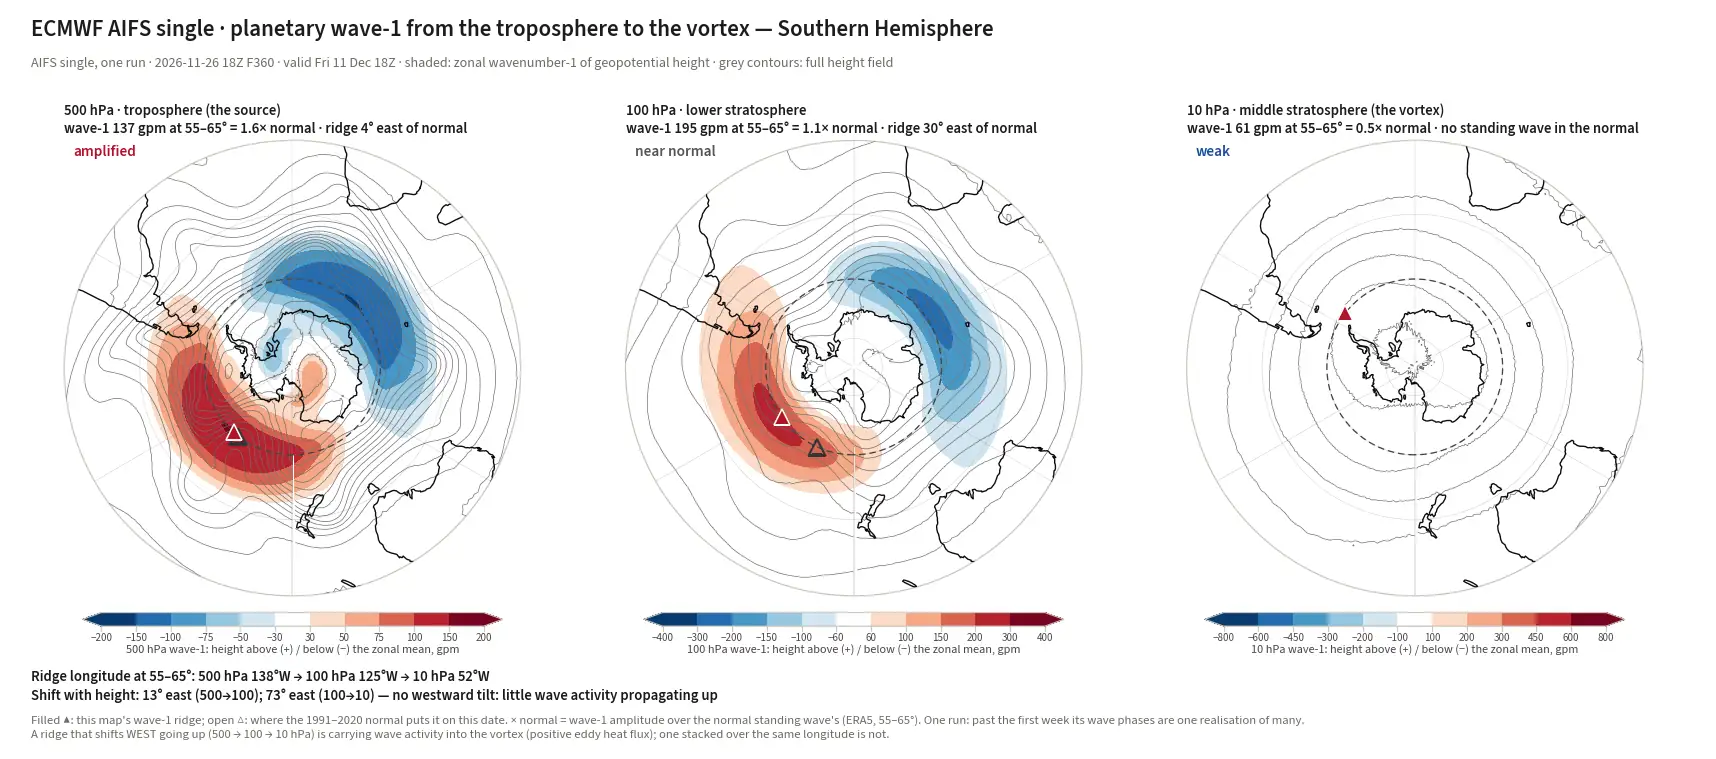 ECMWF AIFS single · planetary wave-1 from the troposphere to the vortex — Southern Hemisphere
AIFS single, one run · 2026-11-26 18Z F360 · valid Fri 11 Dec 18Z · shaded: zonal wavenumber-1 of geopotential height · grey contours: full height field
500 hPa · troposphere (the source)
wave-1 137 gpm at 55–65° = 1.6× normal · ridge 4° east of normal
amplified
100 hPa · lower stratosphere
wave-1 195 gpm at 55–65° = 1.1× normal · ridge 30° east of normal
near normal
10 hPa · middle stratosphere (the vortex)
wave-1 61 gpm at 55–65° = 0.5× normal · no standing wave in the normal
weak
−200 −150 −100 −75 −50 −30 30 50 75 100 150 200
500 hPa wave-1: height above (+) / below (−) the zonal mean, gpm
−400 −300 −200 −150 −100 −60 60 100 150 200 300 400
100 hPa wave-1: height above (+) / below (−) the zonal mean, gpm
−800 −600 −450 −300 −200 −100 100 200 300 450 600 800
10 hPa wave-1: height above (+) / below (−) the zonal mean, gpm
Ridge longitude at 55–65°: 500 hPa 138°W → 100 hPa 125°W → 10 hPa 52°W
Shift with height: 13° east (500→100); 73° east (100→10) — no westward tilt: little wave activity propagating up
Filled ▲: this map's wave-1 ridge; open △: where the 1991–2020 normal puts it on this date. × normal = wave-1 amplitude over the normal standing wave's (ERA5, 55–65°). One run: past the first week its wave phases are one realisation of many.
A ridge that shifts WEST going up (500 → 100 → 10 hPa) is carrying wave activity into the vortex (positive eddy heat flux); one stacked over the same longitude is not.